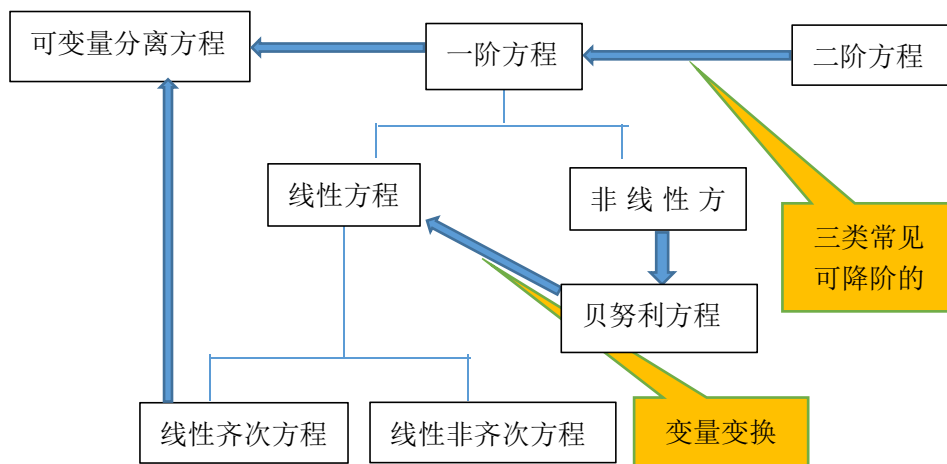 可变量分离方程
一阶方程
二阶方程
线性方程
非 线 性 方
三类常见
可降阶的
贝努利方程
线性齐次方程
线性非齐次方程
变量变换